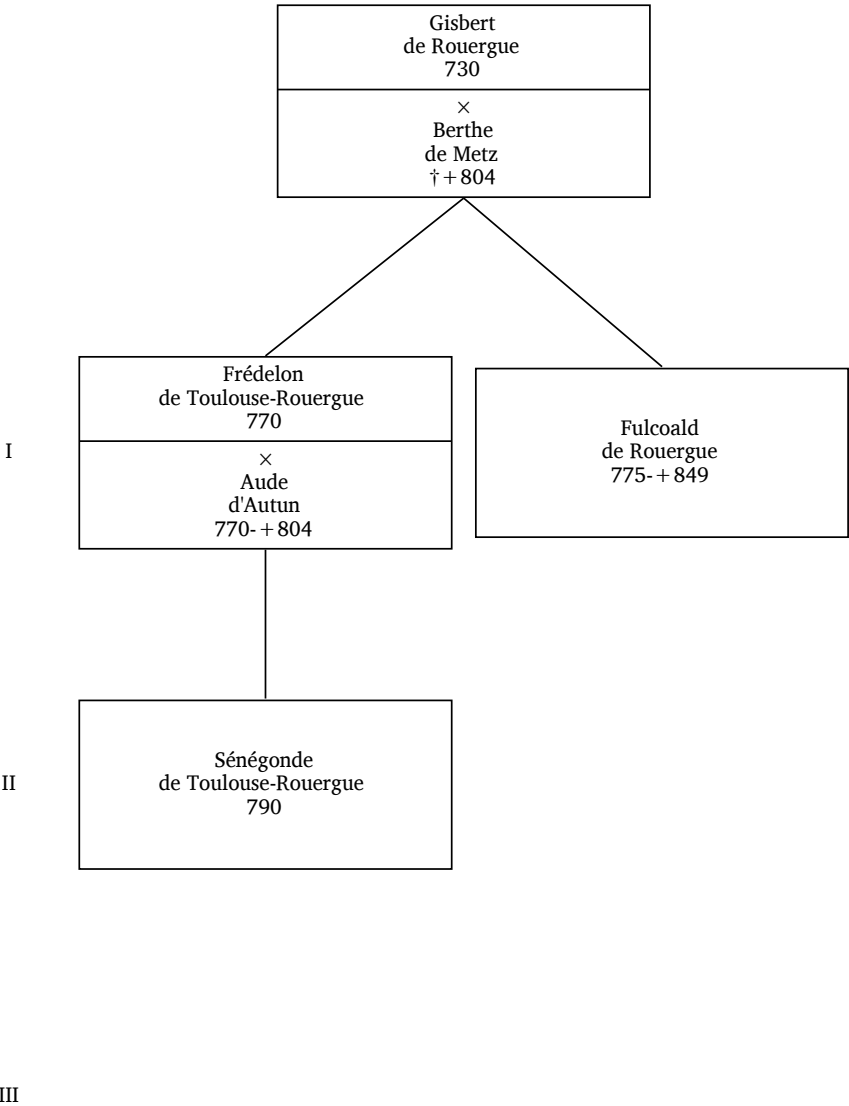 Gisbert
de Rouergue
730
×
Berthe
de Metz
†+804
Frédelon
de Toulouse-Rouergue
770
×
Aude
d'Autun
770-+804
Fulcoald
de Rouergue
775-+849
I
Sénégonde
de Toulouse-Rouergue
790
II
III